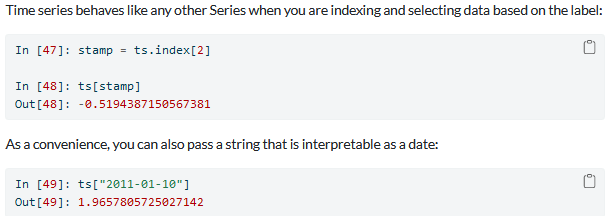 Time series behaves like any other Series when you are indexing and selecting data based on the label:
In [47]: stamp = ts.index[2]
In [48]: ts[stamp]
Out[48]: -0.5194387150567381
As a convenience, you can also pass a string that is interpretable as a date:
In [49]: ts["2011-01-10"]
Out[49]: 1.9657805725027142